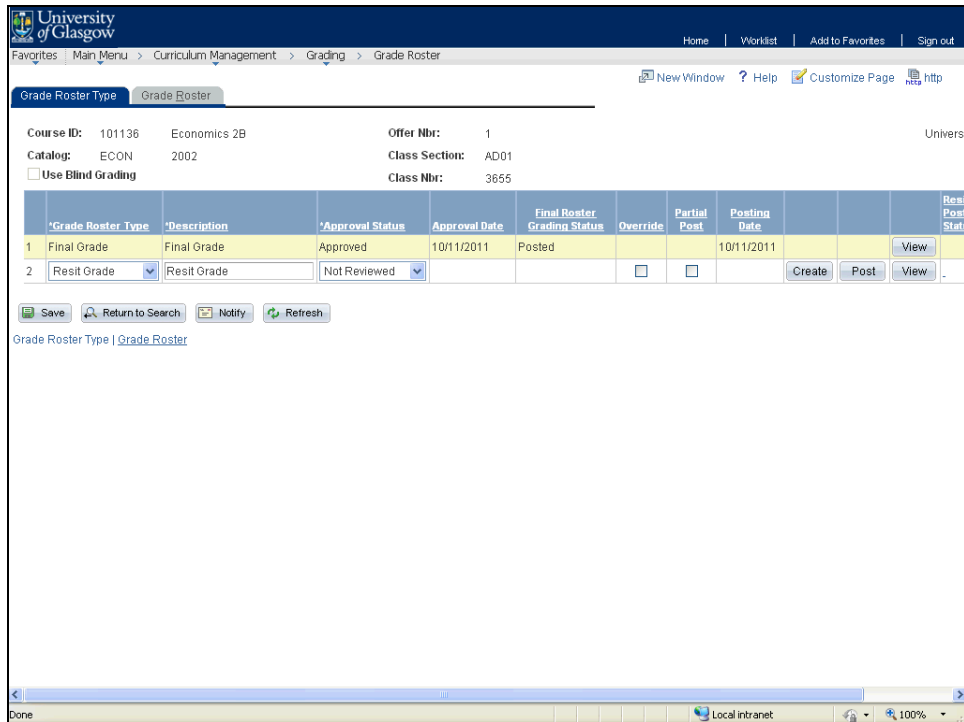 University
of Glasgow
Home | Worklist | Add to Favorites | Sign out
Favorites Main Menu > Curriculum Management > Grading > Grade Roster
New Window ? Help Customize Page http
Grade Roster Type Grade Roster
Course ID: 101136 Economics 2B Offer Nbr: 1 Univers
Catalog: ECON 2002 Class Section: AD01
Use Blind Grading Class Nbr: 3655
*Grade Roster Type *Description *Approval Status Approval Date Final Roster Grading Status Override Partial Post Posting Date
1 Final Grade Final Grade Approved 10/11/2011 Posted 10/11/2011 View
2 Resit Grade Resit Grade Not Reviewed Create Post View -
Save Return to Search Notify Refresh
Grade Roster Type | Grade Roster
Done Local intranet 100%